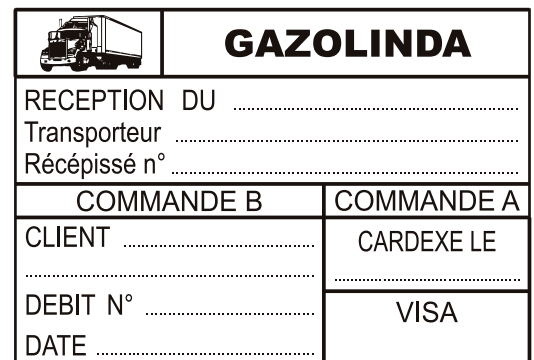 GAZOLINDA
RECEPTION DU
Transporteur
Récépissé n°
COMMANDE B
COMMANDE A
CLIENT
CARDEXE LE
DEBIT N°
VISA
DATE